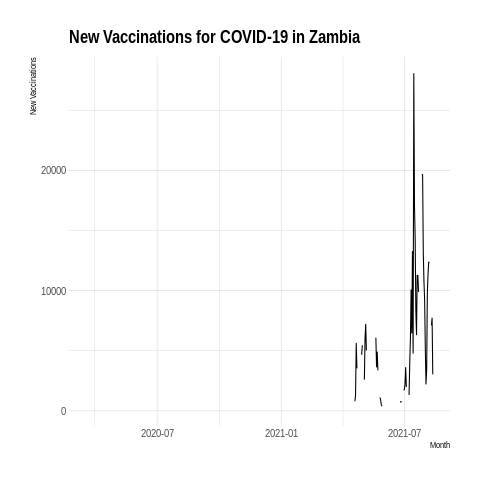 New Vaccinations for COVID-19 in Zambia
New Vaccinations
20000
10000
0
2020-07
2021-01
2021-07
Month